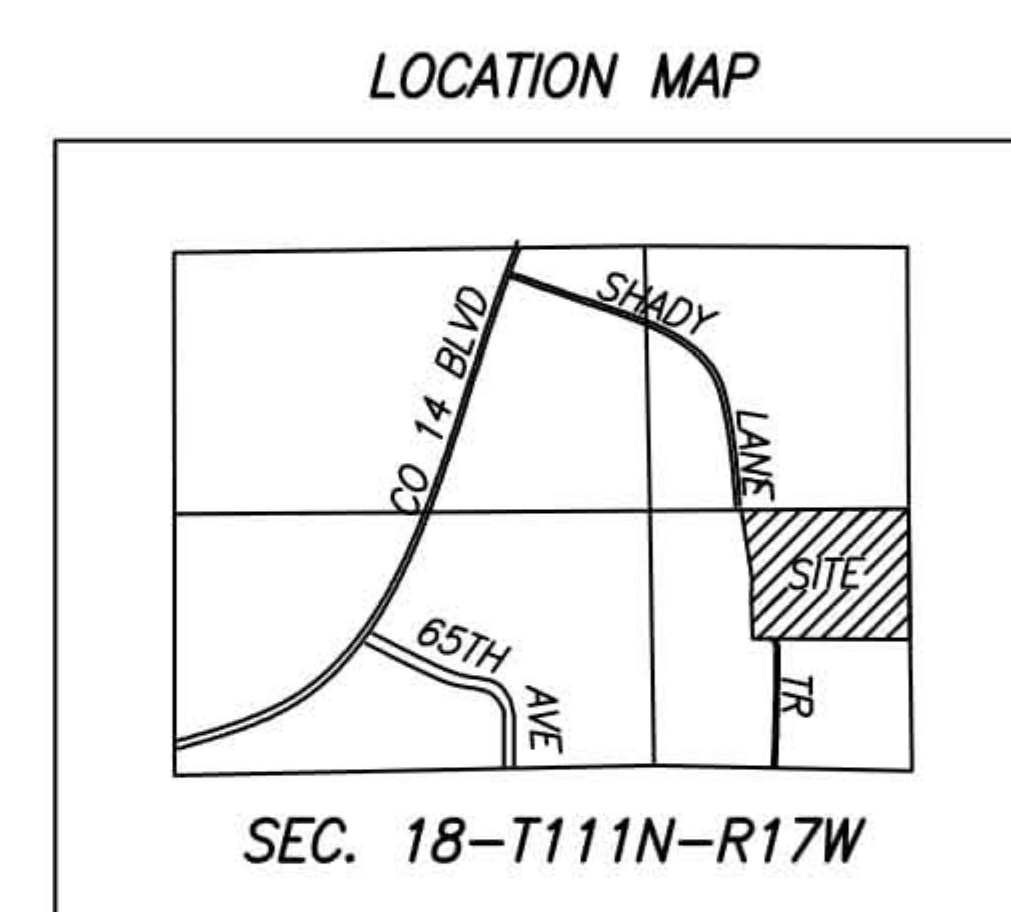 LOCATION MAP
SHADY
LANE
CO 14 BLVD
SITE
65TH
AVE
TR
SEC. 18-T111N-R17W